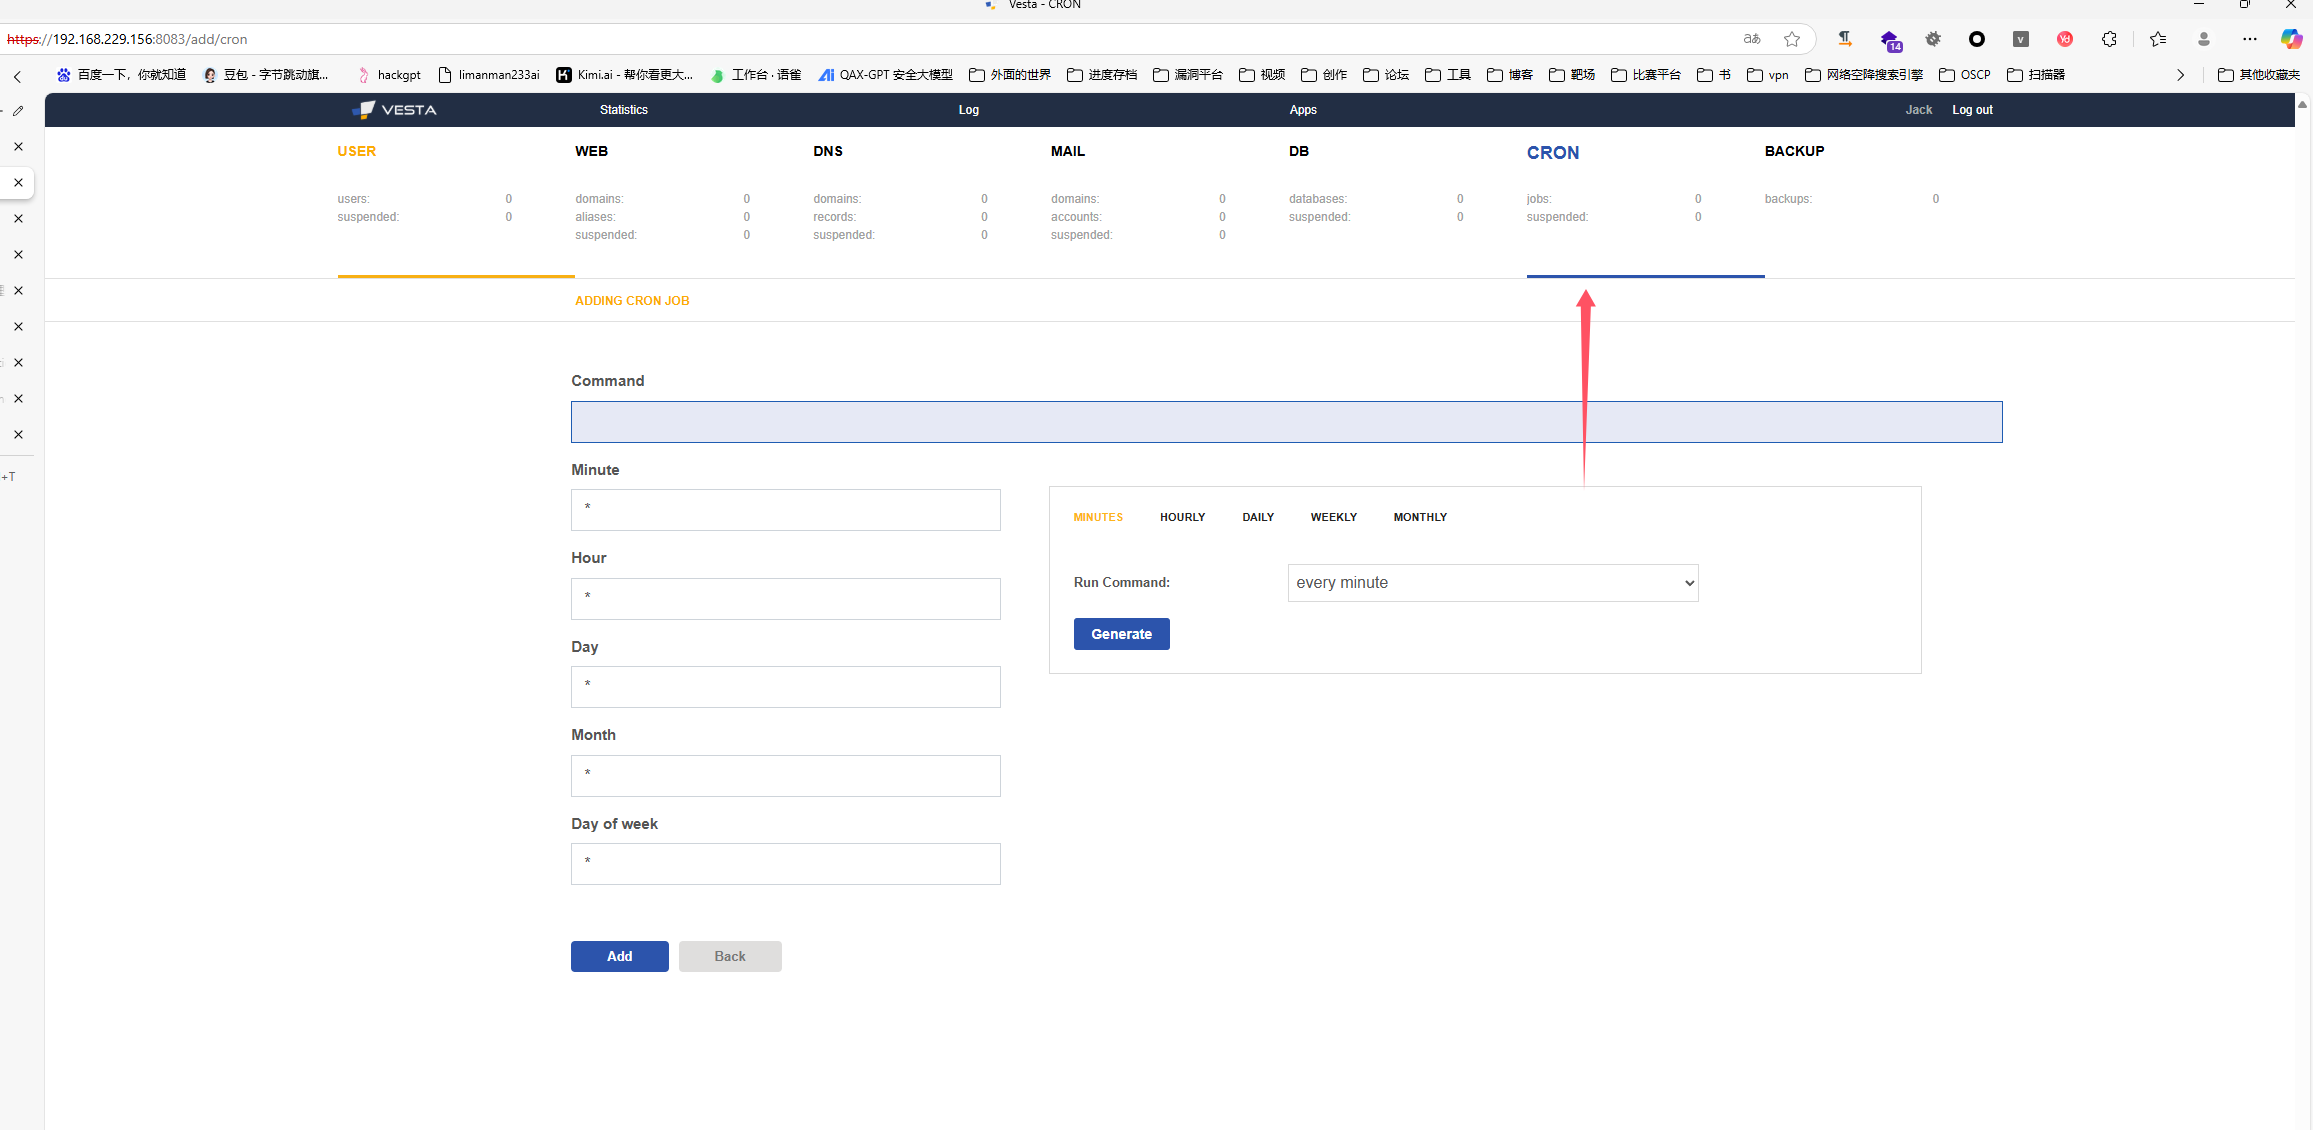 Vesta - CRON
https://192.168.229.156:8083/add/cron
aあ
14
V
Yd
百度一下，你就知道
豆包 - 字节跳动旗...
hackgpt
limanman233ai
Kimi.ai - 帮你看更大...
工作台 · 语雀
QAX-GPT 安全大模型
外面的世界
进度存档
漏洞平台
视频
创作
论坛
工具
博客
靶场
比赛平台
书
vpn
网络空降搜索引擎
OSCP
扫描器
其他收藏夹
VESTA
Statistics
Log
Apps
Jack
Log out
USER
WEB
DNS
MAIL
DB
CRON
BACKUP
users: 0
domains: 0
domains: 0
domains: 0
databases: 0
jobs: 0
backups: 0
suspended: 0
aliases: 0
records: 0
accounts: 0
suspended: 0
suspended: 0
suspended: 0
suspended: 0
suspended: 0
ADDING CRON JOB
Command
+T
Minute
*
MINUTES
HOURLY
DAILY
WEEKLY
MONTHLY
Hour
*
Run Command:
every minute
Generate
Day
*
Month
*
Day of week
*
Add
Back